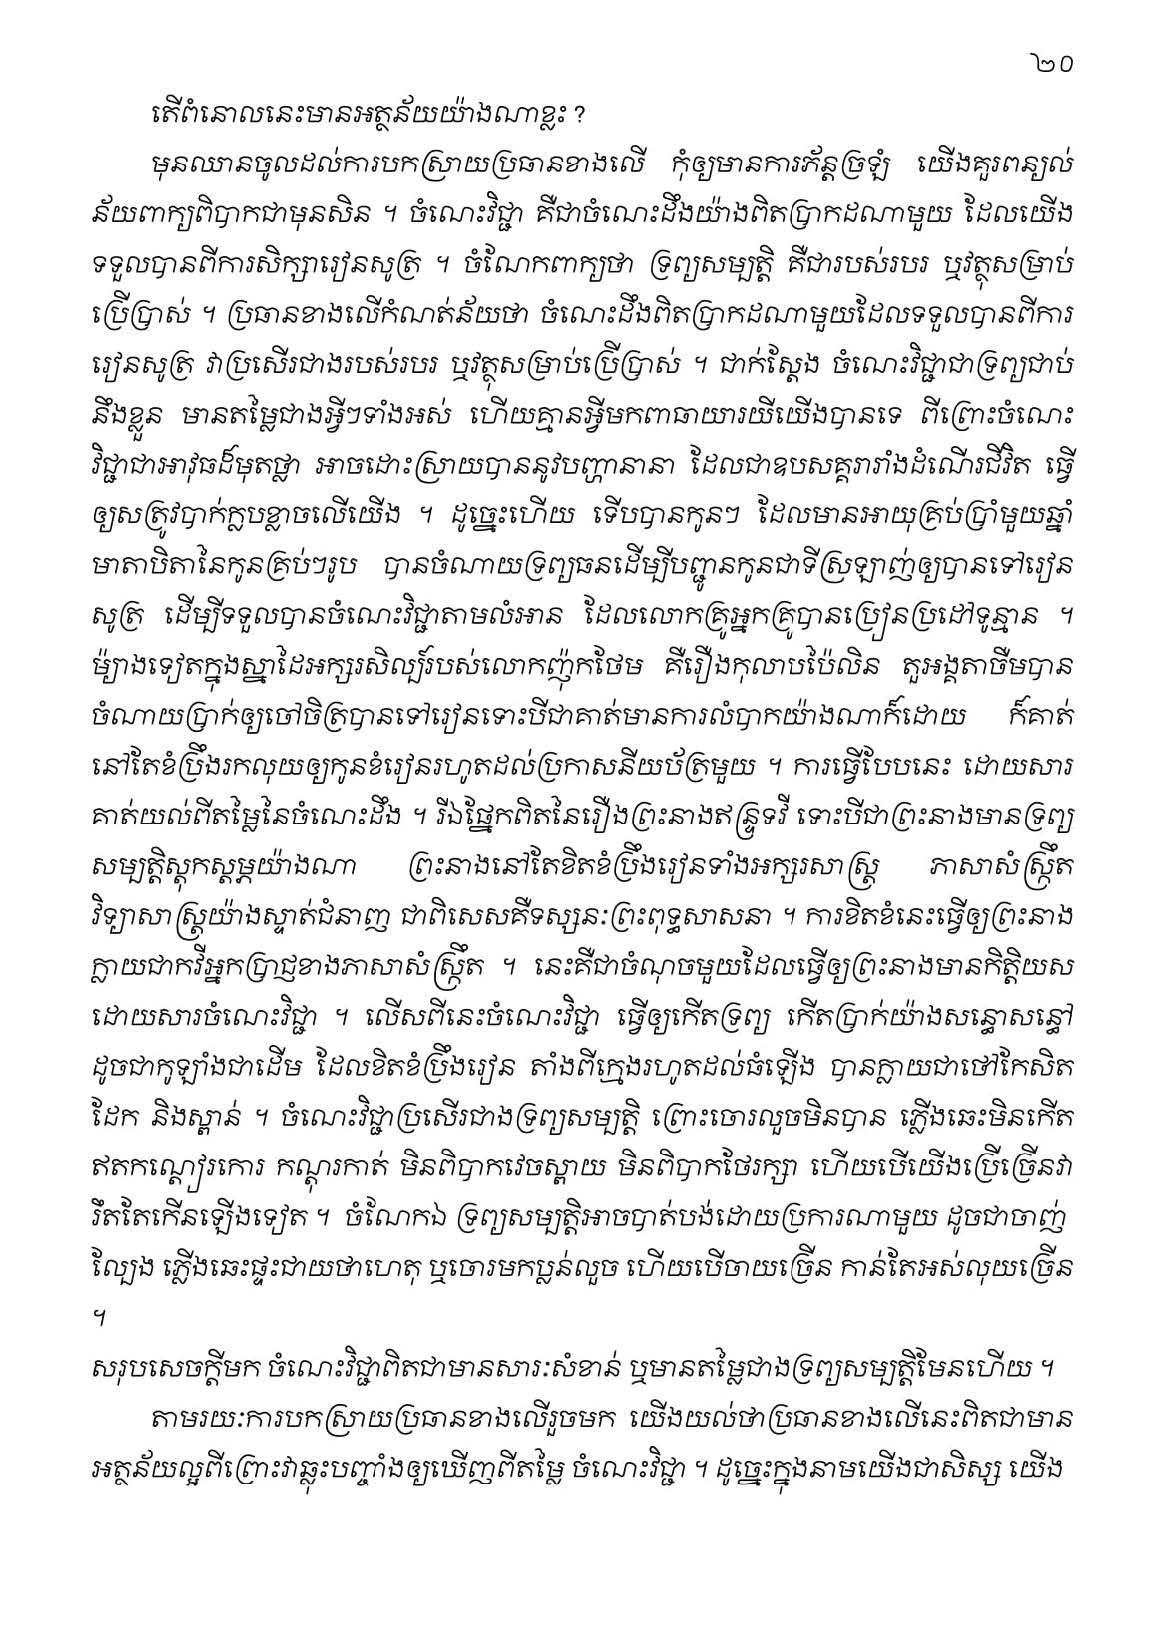 ២០
តើពំនោលនេះមានអត្ថន័យយ៉ាងណាខ្លះ ?
មុនឈានចូលដល់ការបកស្រាយប្រធានខាងលើ កុំឲ្យមានការភ័ន្តច្រឡំ យើងគួរពន្យល់
ន័យពាក្យពិបាកជាមុនសិន ។ ចំណេះវិជ្ជា គឺជាចំណេះដឹងយ៉ាងពិតប្រាកដណាមួយ ដែលយើង
ទទួលបានពីការសិក្សារៀនសូត្រ ។ ចំណែកពាក្យថា ទ្រព្យសម្បត្តិ គឺជារបស់របរ ឬវត្ថុសម្រាប់
ប្រើប្រាស់ ។ ប្រធានខាងលើកំណត់ន័យថា ចំណេះដឹងពិតប្រាកដណាមួយដែលទទួលបានពីការ
រៀនសូត្រ វាប្រសើរជាងរបស់របរ ឬវត្ថុសម្រាប់ប្រើប្រាស់ ។ ជាក់ស្តែង ចំណេះវិជ្ជាជាទ្រព្យជាប់
នឹងខ្លួន មានតម្លៃជាងអ្វីៗទាំងអស់ ហើយគ្មានអ្វីមកពាធាយារយីយើងបានទេ ពីព្រោះចំណេះ
វិជ្ជាជាអាវុធដ៏មុតថ្លា អាចដោះស្រាយបាននូវបញ្ហានានា ដែលជាឧបសគ្គរារាំងដំណើរជីវិត ធ្វើ
ឲ្យសត្រូវបាក់ក្លបខ្លាចលើយើង ។ ដូច្នេះហើយ ទើបបានកូនៗ ដែលមានអាយុគ្រប់ប្រាំមួយឆ្នាំ
មាតាបិតានៃកូនគ្រប់ៗរូប បានចំណាយទ្រព្យធនដើម្បីបញ្ជូនកូនជាទីស្រឡាញ់ឲ្យបានទៅរៀន
សូត្រ ដើម្បីទទួលបានចំណេះវិជ្ជាតាមលំអាន ដែលលោកគ្រូអ្នកគ្រូបានប្រៀនប្រដៅទូន្មាន ។
ម៉្យាងទៀតក្នុងស្នាដៃអក្សរសិល្ប៍របស់លោកញ៉ុកថែម គឺរឿងកុលាបប៉ៃលិន តួអង្គតាចឺមបាន
ចំណាយប្រាក់ឲ្យចៅចិត្របានទៅរៀនទោះបីជាគាត់មានការលំបាកយ៉ាងណាក៏ដោយ ក៏គាត់
នៅតែខំប្រឹងរកលុយឲ្យកូនខំរៀនរហូតដល់ប្រកាសនីយប័ត្រមួយ ។ ការធ្វើបែបនេះ ដោយសារ
គាត់យល់ពីតម្លៃនៃចំណេះដឹង ។ រីឯផ្នែកពិតនៃរឿងព្រះនាងឥន្ទ្រទវី ទោះបីជាព្រះនាងមានទ្រព្យ
សម្បត្តិស្តុកស្តម្ភយ៉ាងណា ព្រះនាងនៅតែខិតខំប្រឹងរៀនទាំងអក្សរសាស្ត្រ ភាសាសំស្ក្រឹត
វិទ្យាសាស្ត្រយ៉ាងស្ទាត់ជំនាញ ជាពិសេសគឺទស្សនៈព្រះពុទ្ធសាសនា ។ ការខិតខំនេះធ្វើឲ្យព្រះនាង
ក្លាយជាកវីអ្នកប្រាជ្ញខាងភាសាសំស្ក្រឹត ។ នេះគឺជាចំណុចមួយដែលធ្វើឲ្យព្រះនាងមានកិត្តិយស
ដោយសារចំណេះវិជ្ជា ។ លើសពីនេះចំណេះវិជ្ជា ធ្វើឲ្យកើតទ្រព្យ កើតប្រាក់យ៉ាងសន្ធោសន្ធៅ
ដូចជាកូឡាំងជាដើម ដែលខិតខំប្រឹងរៀន តាំងពីក្មេងរហូតដល់ធំឡើង បានក្លាយជាថៅកែសិត
ដែក និងស្ពាន់ ។ ចំណេះវិជ្ជាប្រសើរជាងទ្រព្យសម្បត្តិ ព្រោះចោរលួចមិនបាន ភ្លើងឆេះមិនកើត
ឥតកណ្តៀរកោរ កណ្តុរកាត់ មិនពិបាកវេចស្ពាយ មិនពិបាកថែរក្សា ហើយបើយើងប្រើច្រើនវា
រឹតតែកើនឡើងទៀត ។ ចំណែកឯ ទ្រព្យសម្បត្តិអាចបាត់បង់ដោយប្រការណាមួយ ដូចជាចាញ់
ល្បែង ភ្លើងឆេះផ្ទះជាយថាហេតុ ឬចោរមកប្លន់លួច ហើយបើចាយច្រើន កាន់តែអស់លុយច្រើន
។
សរុបសេចក្តីមក ចំណេះវិជ្ជាពិតជាមានសារៈសំខាន់ ឬមានតម្លៃជាងទ្រព្យសម្បត្តិមែនហើយ ។
តាមរយៈការបកស្រាយប្រធានខាងលើរួចមក យើងយល់ថាប្រធានខាងលើនេះពិតជាមាន
អត្ថន័យល្អពីព្រោះវាឆ្លុះបញ្ចាំងឲ្យឃើញពីតម្លៃ ចំណេះវិជ្ជា ។ ដូច្នេះក្នុងនាមយើងជាសិស្ស យើង